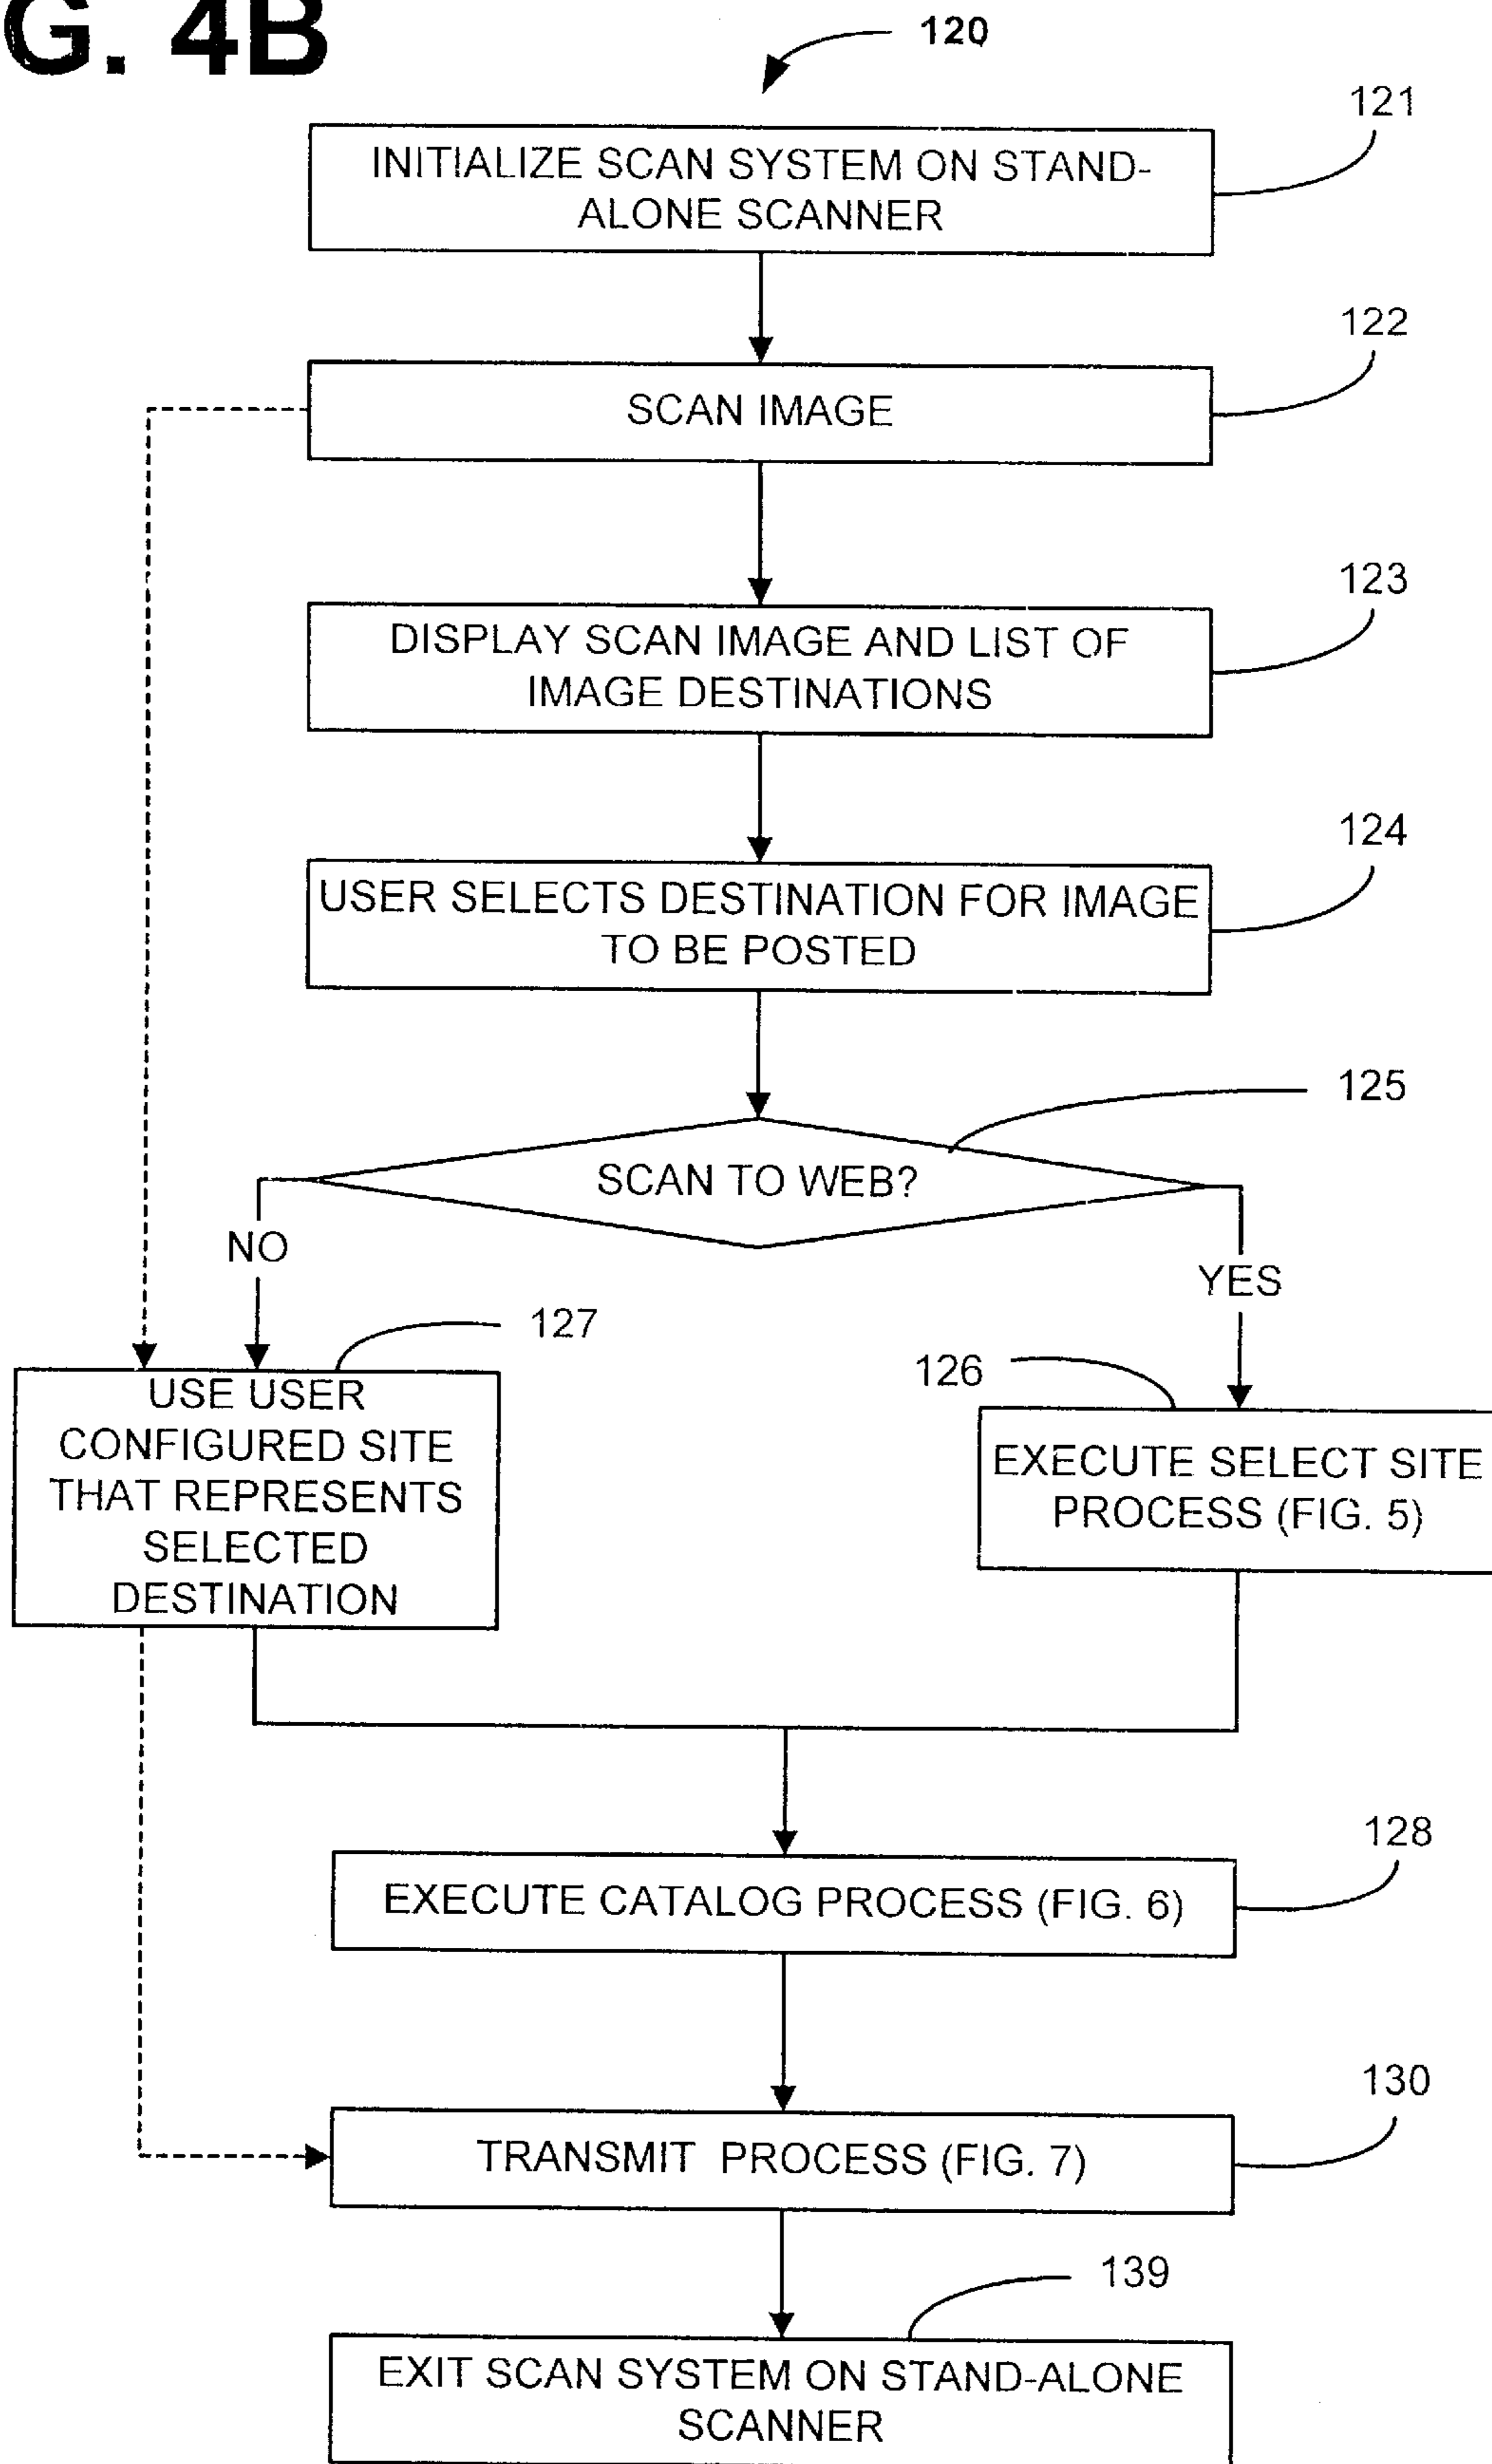 G. 4B
120
121
INITIALIZE SCAN SYSTEM ON STAND-
ALONE SCANNER
122
SCAN IMAGE
123
DISPLAY SCAN IMAGE AND LIST OF
IMAGE DESTINATIONS
124
USER SELECTS DESTINATION FOR IMAGE
TO BE POSTED
125
SCAN TO WEB?
NO
YES
127
USE USER
CONFIGURED SITE
THAT REPRESENTS
SELECTED
DESTINATION
126
EXECUTE SELECT SITE
PROCESS (FIG. 5)
128
EXECUTE CATALOG PROCESS (FIG. 6)
130
TRANSMIT PROCESS (FIG. 7)
139
EXIT SCAN SYSTEM ON STAND-ALONE
SCANNER